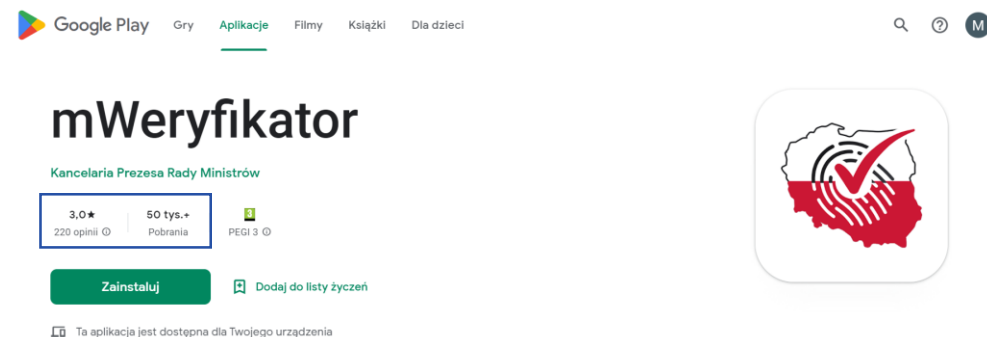 Google Play Gry Aplikacje Filmy Książki Dla dzieci M
mWeryfikator
Kancelaria Prezesa Rady Ministrów
3,0★ 50 tys.+ 3
220 opinii Pobrania PEGI 3
Zainstaluj Dodaj do listy życzeń
Ta aplikacja jest dostępna dla Twojego urządzenia